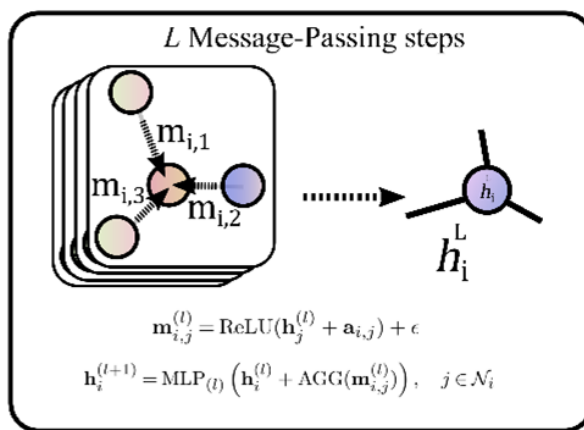 L Message-Passing steps
m_{i,1}
m_{i,3}
m_{i,2}
h_i
h_i^L
m_{i,j}^{(l)} = ReLU(h_j^{(l)} + a_{i,j}) + ϵ
h_i^{(l+1)} = MLP_{(l)} (h_i^{(l)} + AGG(m_{i,j}^{(l)})), j ∈ N_i